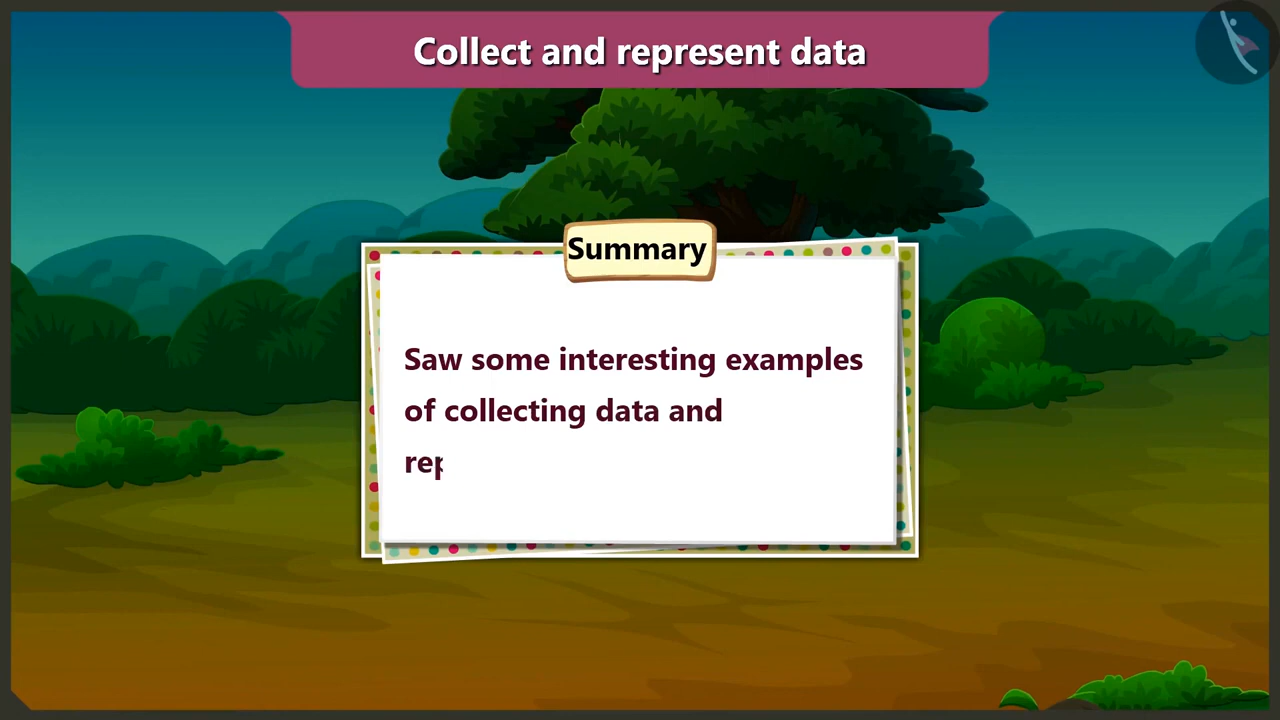 Collect and represent data
Summary
Saw some interesting examples
of collecting data and
rep